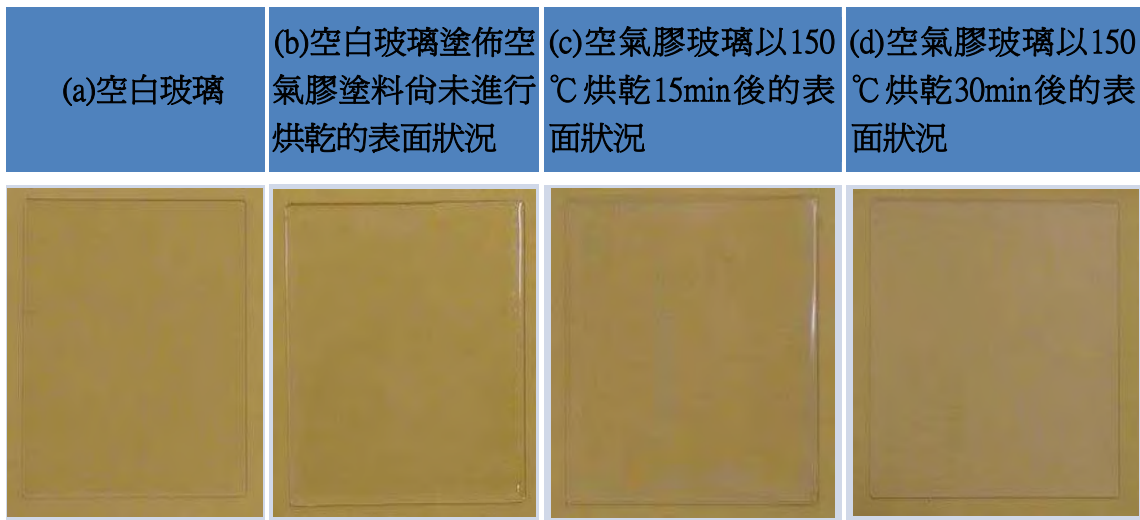 (a)空白玻璃
(b)空白玻璃塗佈空
氣膠塗料尚未進行
烘乾的表面狀況
(c)空氣膠玻璃以150
℃烘乾15min後的表
面狀況
(d)空氣膠玻璃以150
℃烘乾30min後的表
面狀況